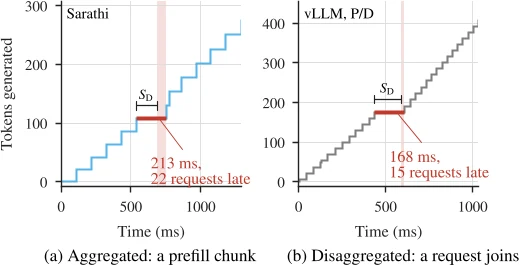 Sarathi
Tokens generated
300
200
100
0
S_D
213 ms,
22 requests late
0
500
1000
Time (ms)
(a) Aggregated: a prefill chunk
vLLM, P/D
400
300
200
100
0
S_D
168 ms,
15 requests late
0
500
1000
Time (ms)
(b) Disaggregated: a request joins